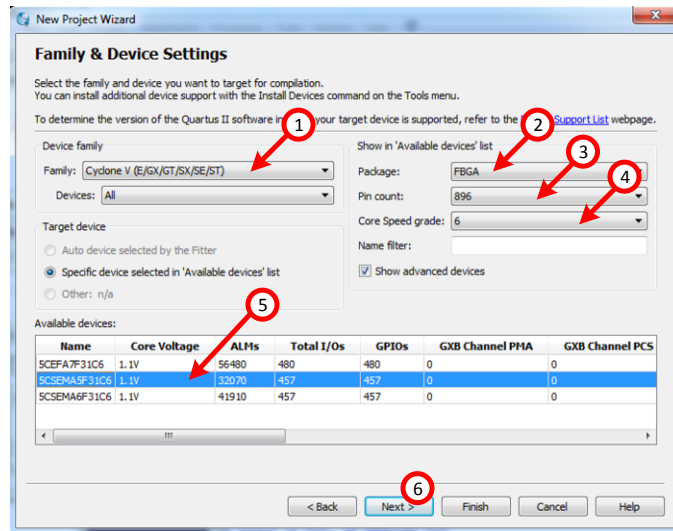 New Project Wizard
Family & Device Settings
Select the family and device you want to target for compilation.
You can install additional device support with the Install Devices command on the Tools menu.
To determine the version of the Quartus II software in your target device is supported, refer to the Support List webpage.
1
2
Device family
Family: Cyclone V (E/GX/GT/SX/SE/ST)
Devices: All
Show in 'Available devices' list
Package: FBGA
3
Pin count: 896
4
Core Speed grade: 6
Name filter:
Show advanced devices
Target device
Auto device selected by the Fitter
Specific device selected in 'Available devices' list
Other: n/a
5
Available devices:
Name Core Voltage ALMs Total I/Os GPIOs GXB Channel PMA GXB Channel PCS
5CEFA7F31C6 1.1V 56480 480 480 0 0
5CSEMA5F31C6 1.1V 32070 457 457 0 0
5CSEMA6F31C6 1.1V 41910 457 457 0 0
6
< Back Next > Finish Cancel Help